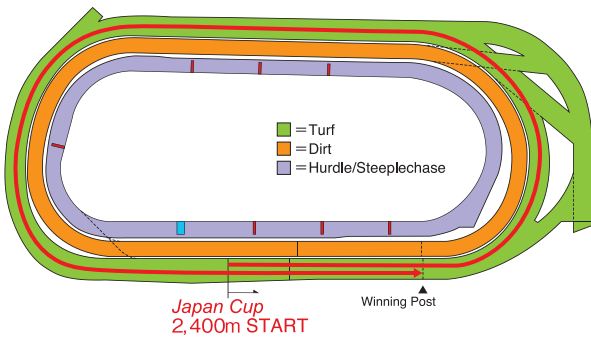 =Turf
=Dirt
=Hurdle/Steeplechase
Winning Post
Japan Cup
2,400m START